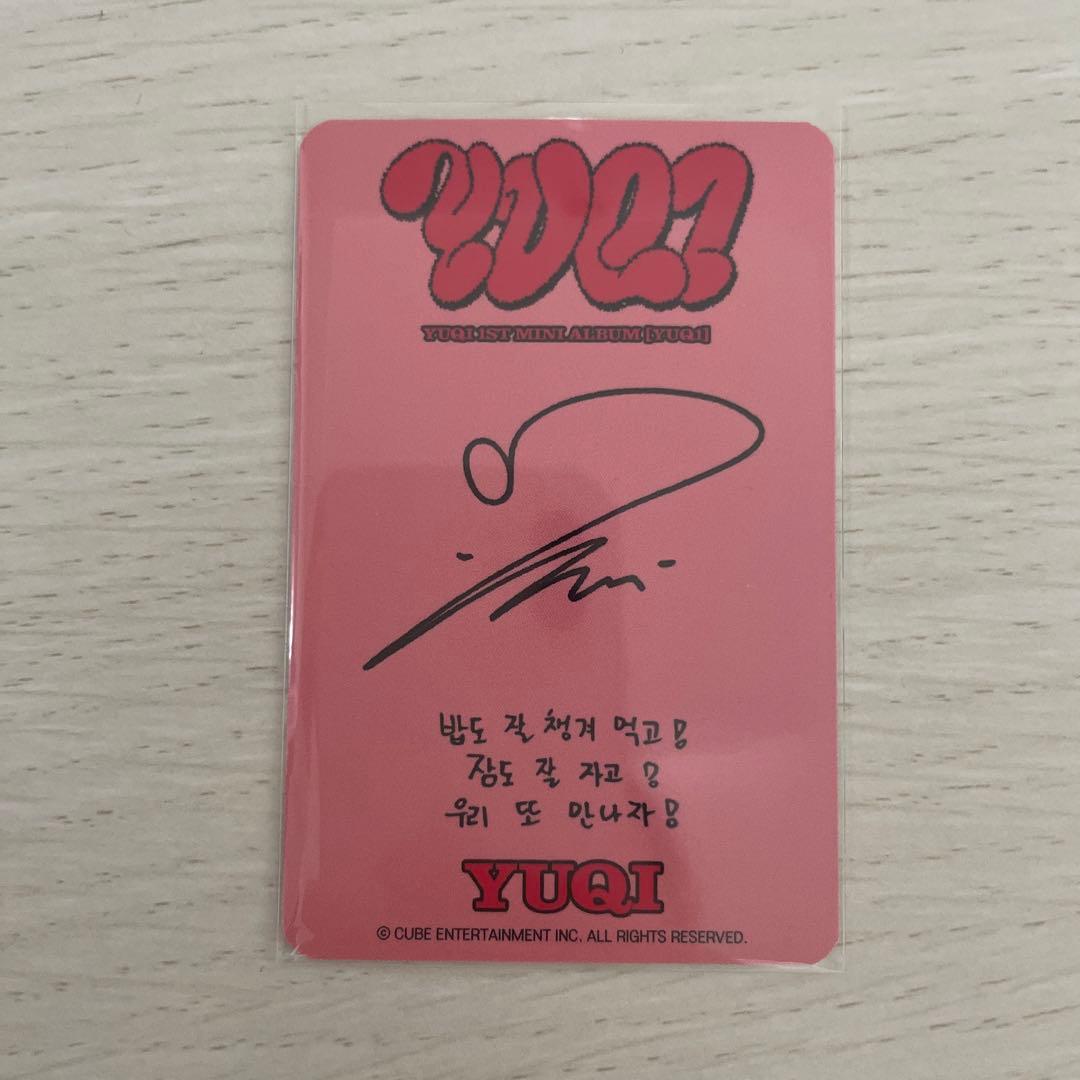 YUQ1
YUQI 1ST MINI ALBUM [YUQ1]
밥도 잘 챙겨 먹고!
잠도 잘 자고!
우리 또 만나자!
YUQI
© CUBE ENTERTAINMENT INC. ALL RIGHTS RESERVED.